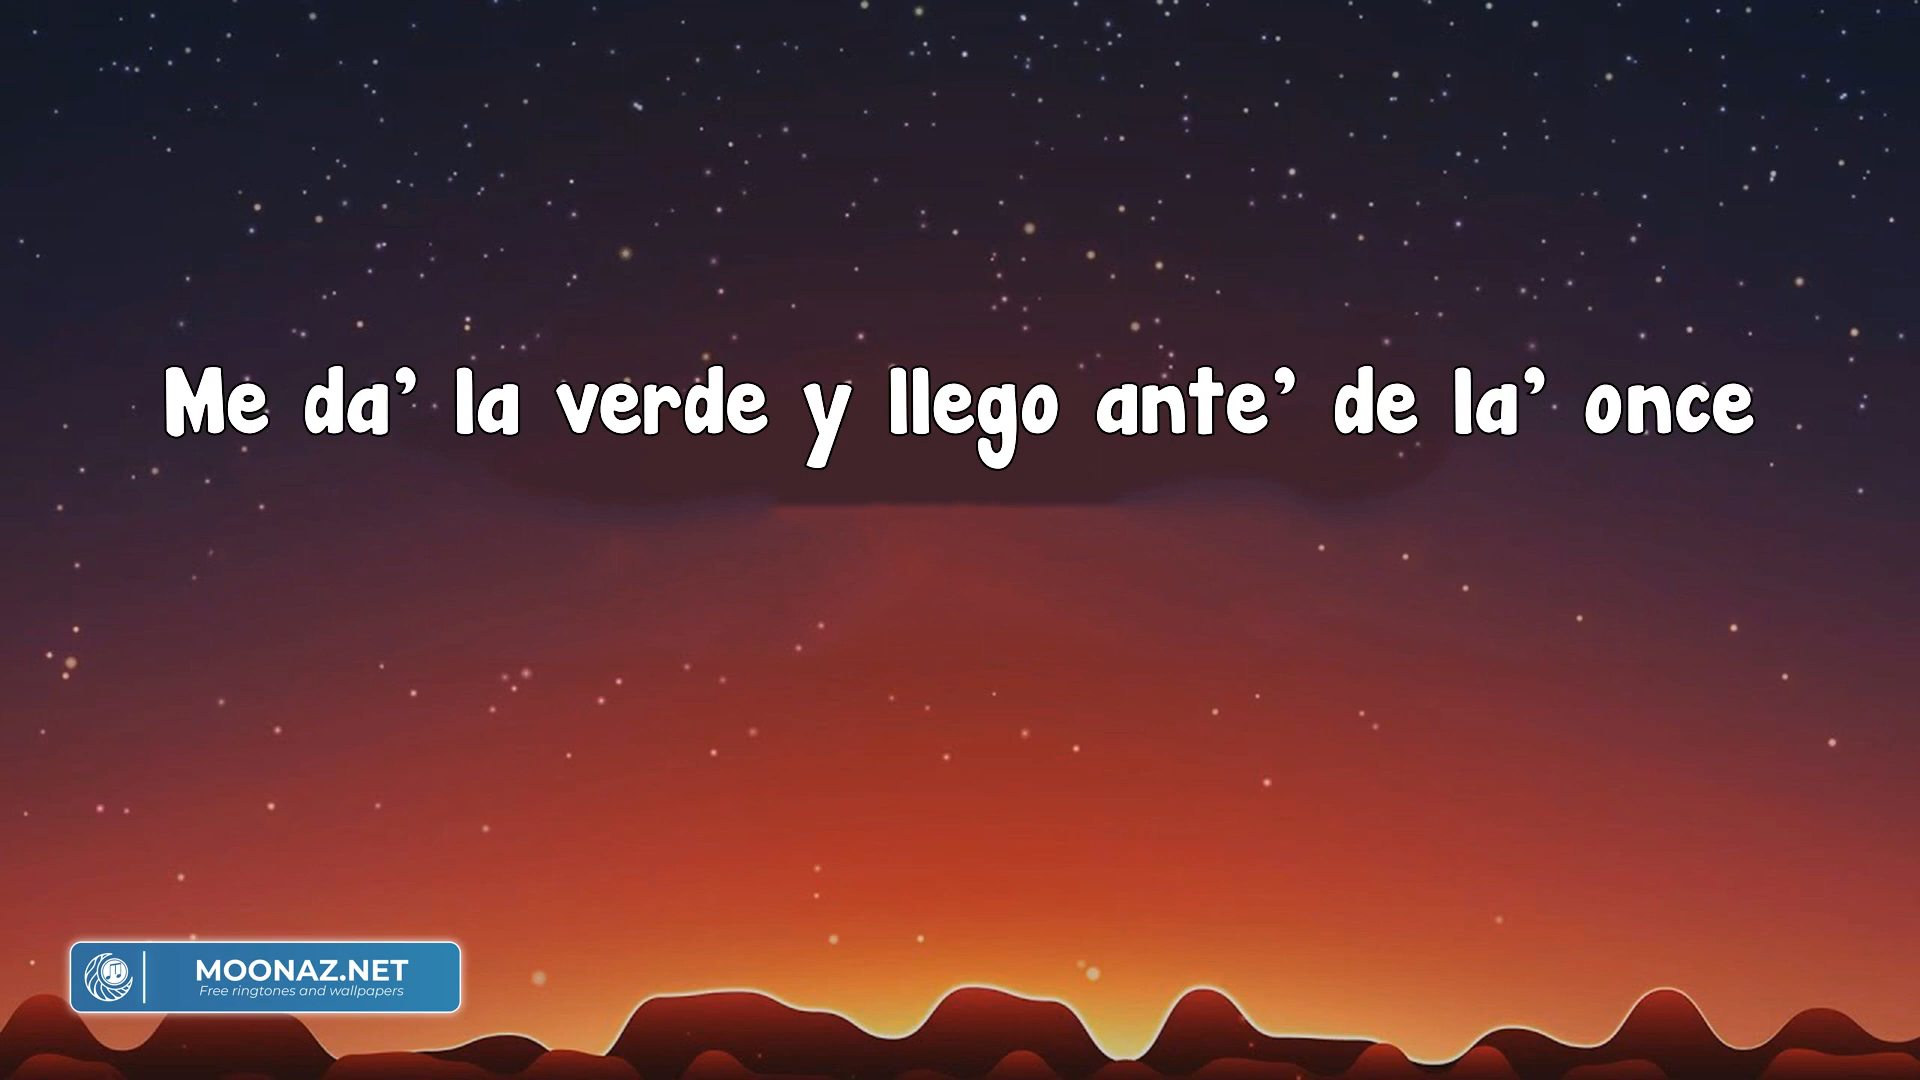 Me da’ la verde y llego ante’ de la’ once
MOONAZ.NET
Free ringtones and wallpapers